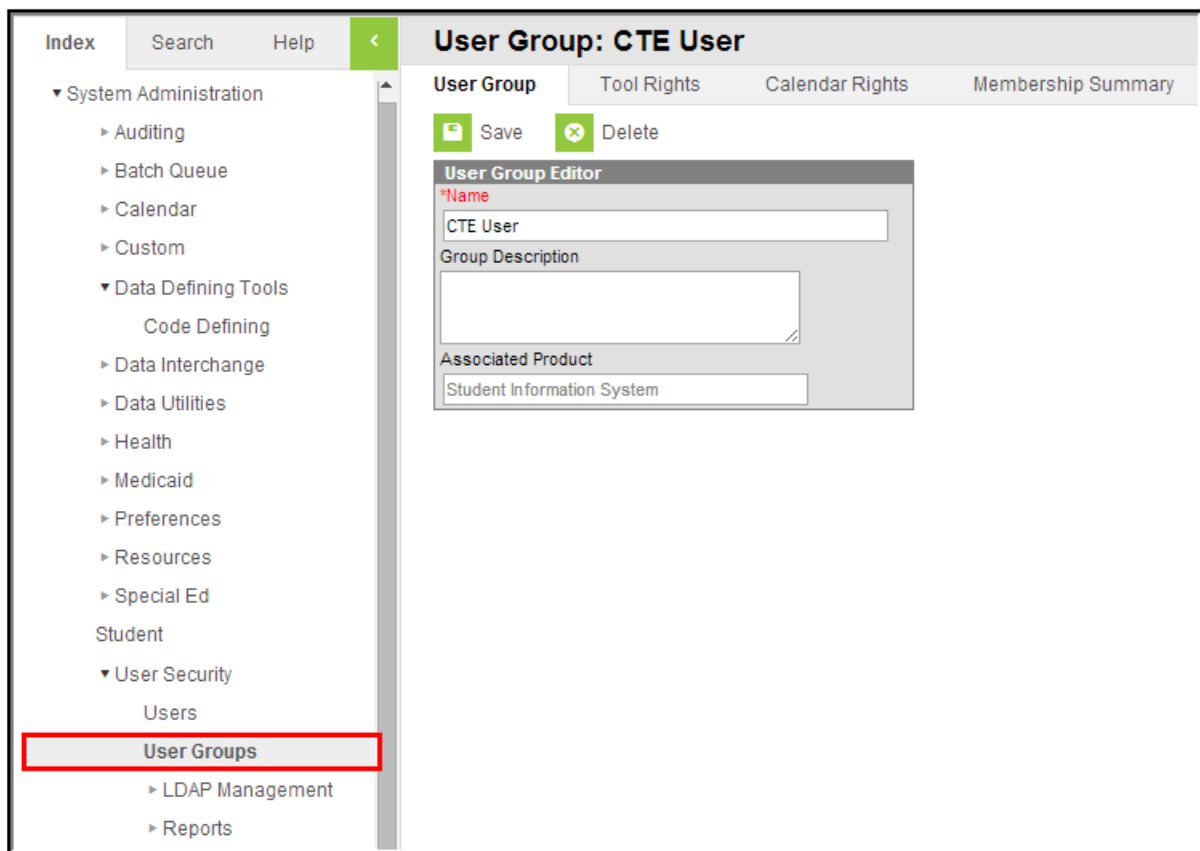 Index Search Help
System Administration
Auditing
Batch Queue
Calendar
Custom
Data Defining Tools
Code Defining
Data Interchange
Data Utilities
Health
Medicaid
Preferences
Resources
Special Ed
Student
User Security
Users
User Groups
LDAP Management
Reports
User Group: CTE User
User Group Tool Rights Calendar Rights Membership Summary
Save Delete
User Group Editor
*Name
CTE User
Group Description
Associated Product
Student Information System